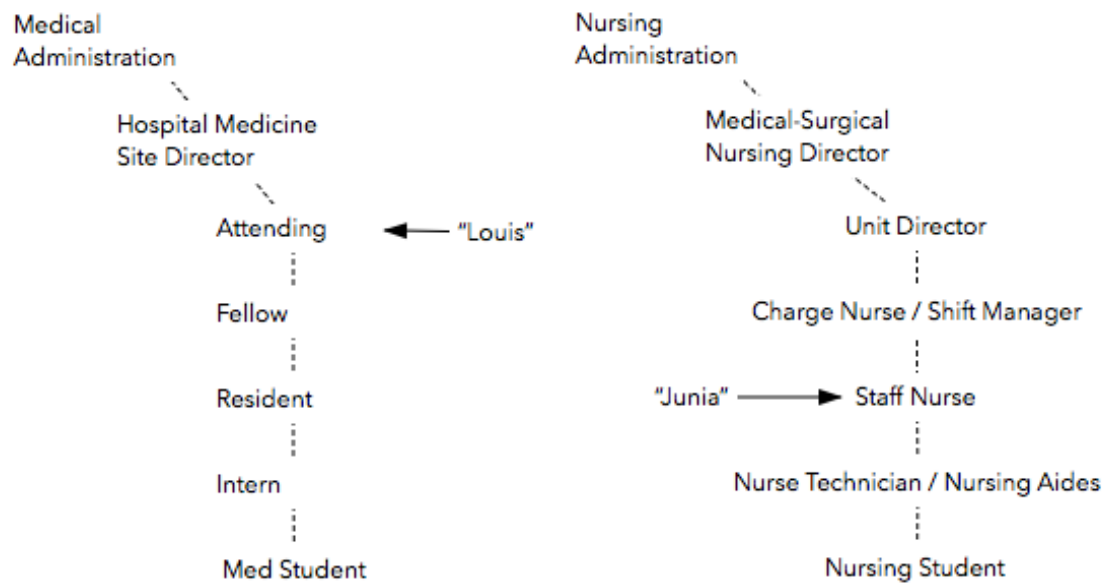 Medical
Administration
Hospital Medicine
Site Director
Attending
“Louis”
Fellow
Resident
Intern
Med Student
Nursing
Administration
Medical-Surgical
Nursing Director
Unit Director
Charge Nurse / Shift Manager
“Junia”
Staff Nurse
Nurse Technician / Nursing Aides
Nursing Student